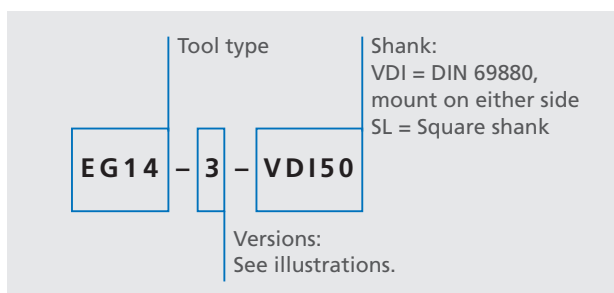 Tool type
Shank:
VDI = DIN 69880,
mount on either side
SL = Square shank
EG14 – 3 – VDI50
Versions:
See illustrations.